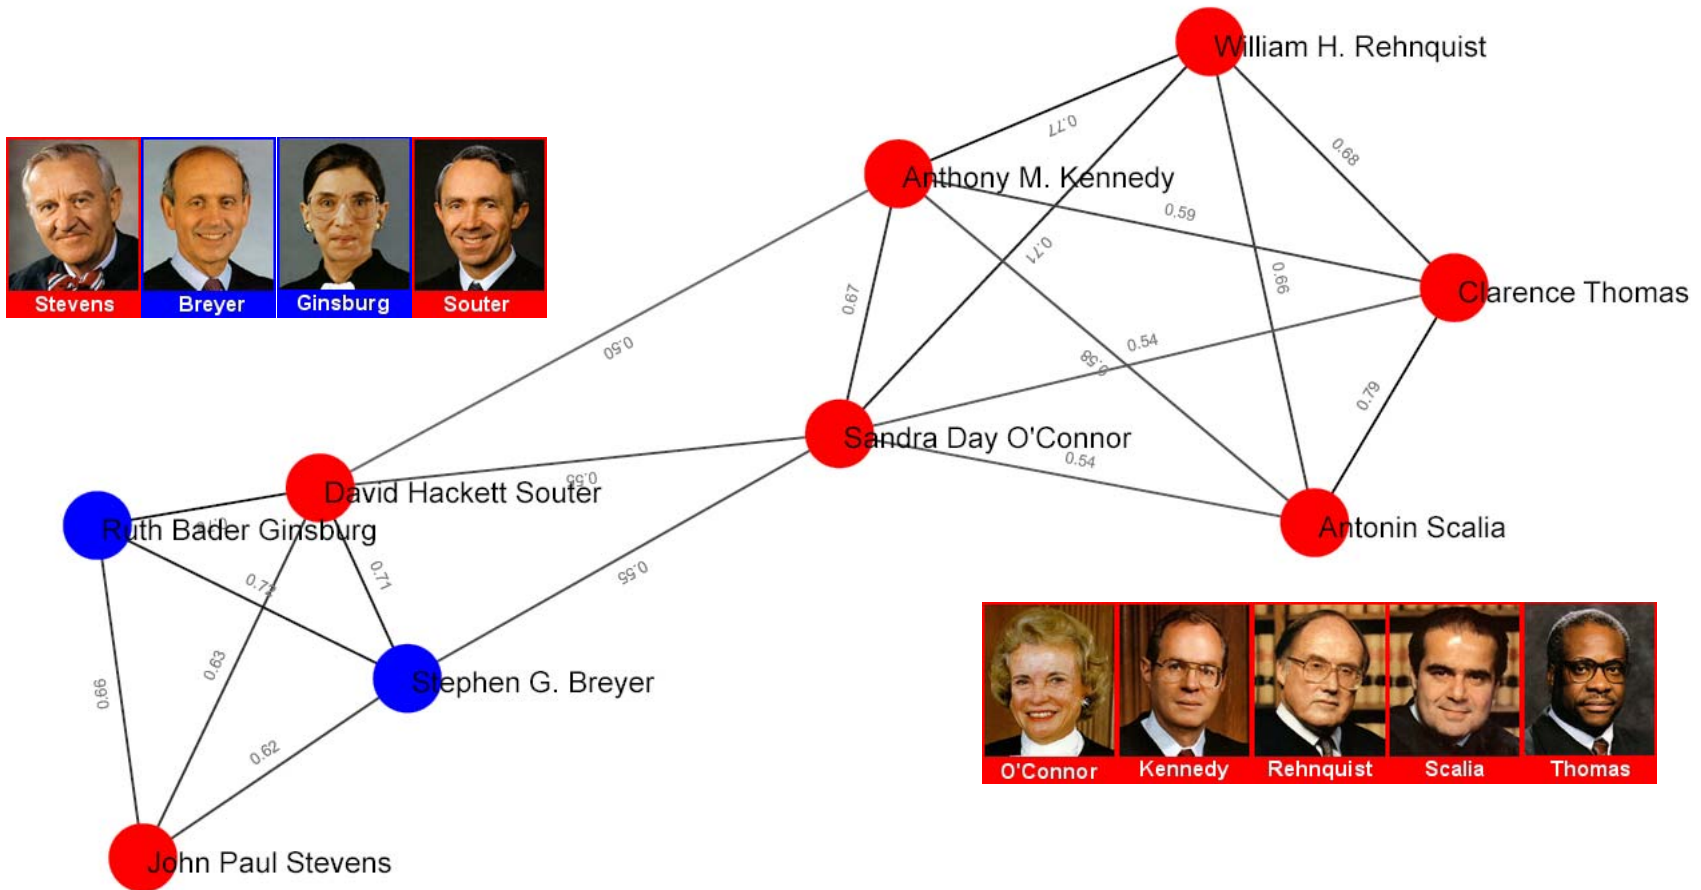 William H. Rehnquist
0.77
0.68
Anthony M. Kennedy
0.59
Stevens
Breyer
Ginsburg
Souter
0.71
0.66
Clarence Thomas
0.67
0.50
0.54
0.58
0.79
Sandra Day O'Connor
0.54
0.55
David Hackett Souter
Ruth Bader Ginsburg
Antonin Scalia
0.72
0.71
0.55
0.63
Stephen G. Breyer
0.66
0.62
O'Connor
Kennedy
Rehnquist
Scalia
Thomas
John Paul Stevens